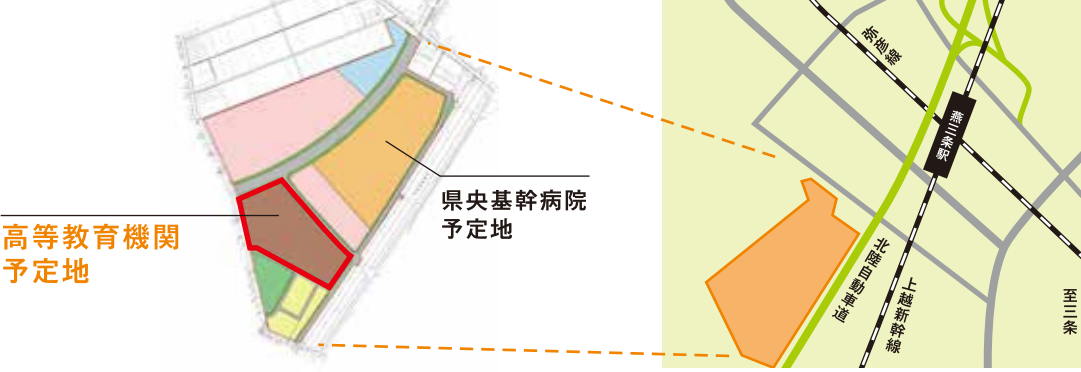 高等教育機関
予定地
県央基幹病院
予定地
弥彦線
燕三条駅
北陸自動車道
上越新幹線
至三条